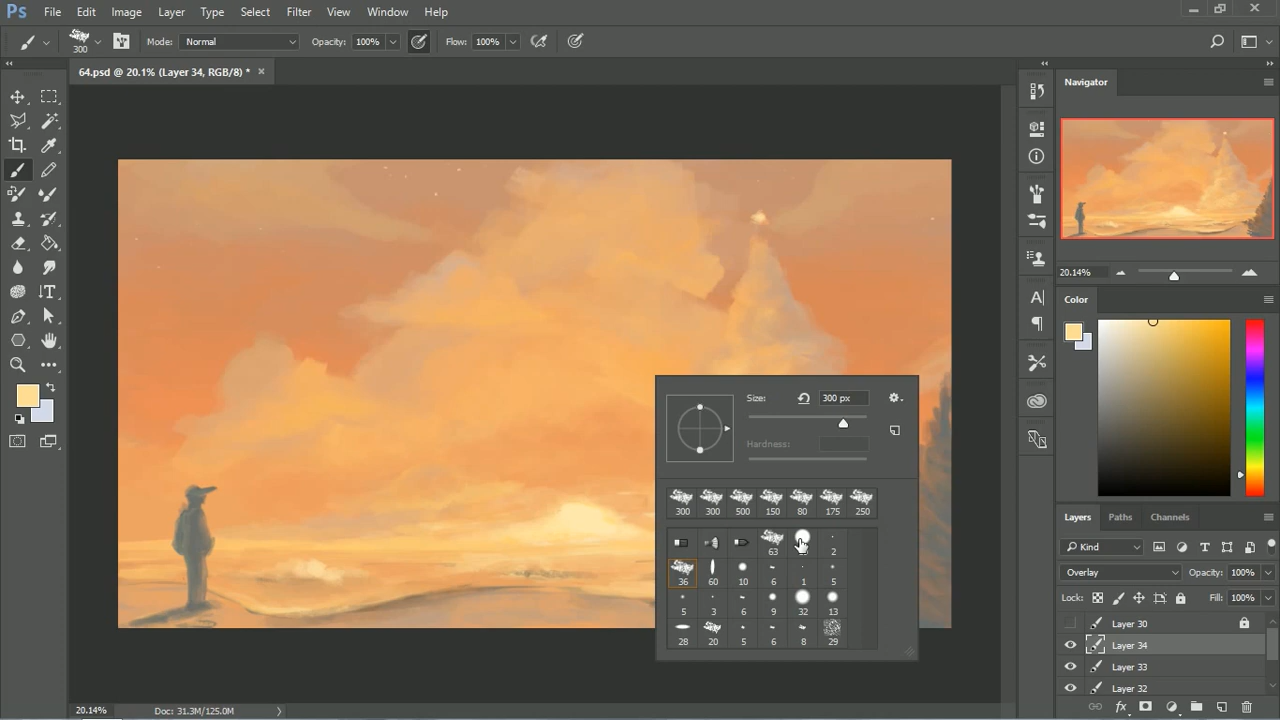 Ps File Edit Image Layer Type Select Filter View Window Help
300 Mode: Normal Opacity: 100% Flow: 100%
64.psd @ 20.1% (Layer 34, RGB/8) * ×
Navigator
20.14%
Color
Size: 300 px
Hardness:
300 300 500 150 80 175 250
63 2
36 60 10 6 1 5
5 3 6 9 32 13
28 20 5 6 8 29
Layers Paths Channels
Kind
Overlay Opacity: 100%
Lock: Fill: 100%
Layer 30
Layer 34
Layer 33
Layer 32
20.14% Doc: 31.3M/125.0M